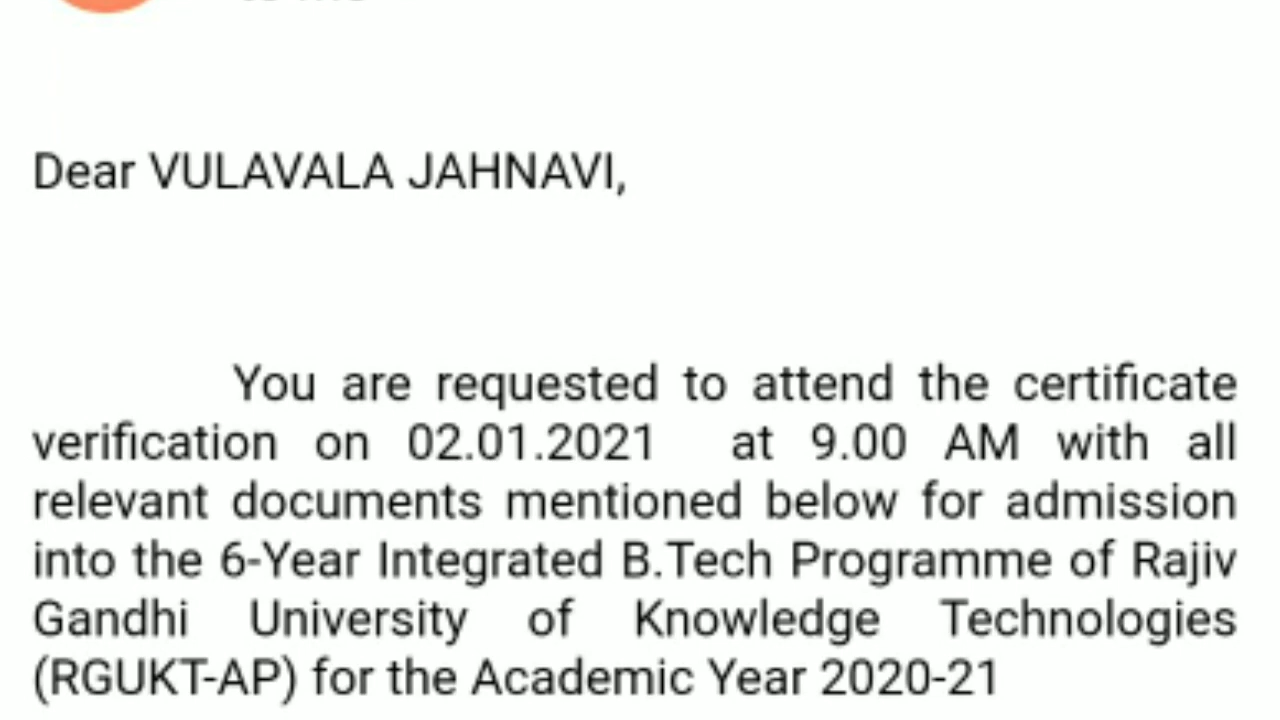 Dear VULAVALA JAHNAVI,
You are requested to attend the certificate
verification on 02.01.2021 at 9.00 AM with all
relevant documents mentioned below for admission
into the 6-Year Integrated B.Tech Programme of Rajiv
Gandhi University of Knowledge Technologies
(RGUKT-AP) for the Academic Year 2020-21